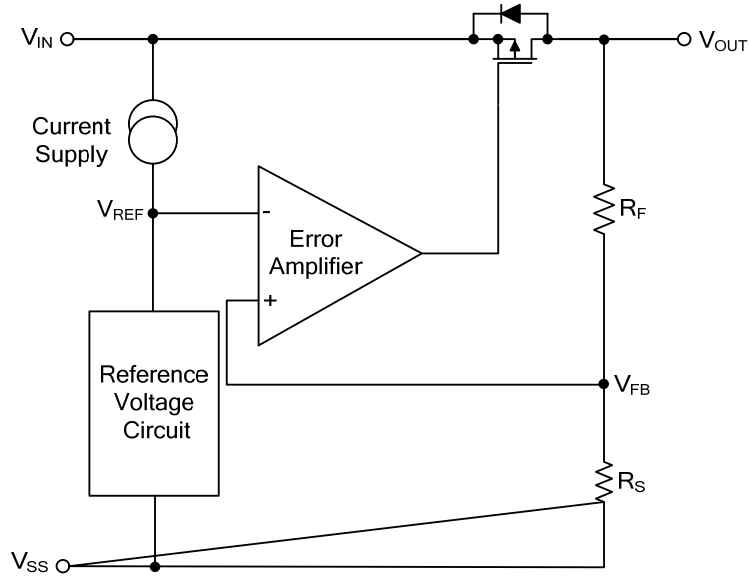 VIN
VOUT
Current
Supply
VREF
-
Error
Amplifier
+
RF
Reference
Voltage
Circuit
VFB
RS
VSS